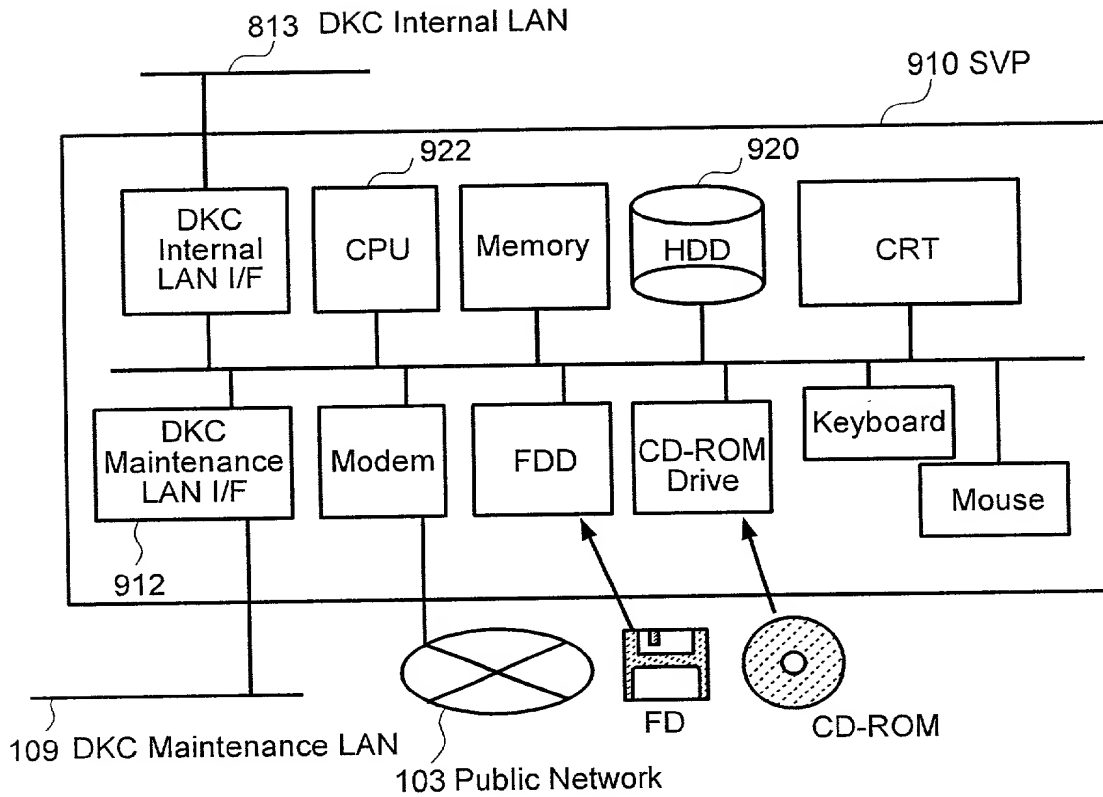 813 DKC Internal LAN
910 SVP
922
920
DKC
Internal
LAN I/F
CPU
Memory
HDD
CRT
DKC
Maintenance
LAN I/F
Modem
FDD
CD-ROM
Drive
Keyboard
Mouse
912
FD
CD-ROM
109 DKC Maintenance LAN
103 Public Network